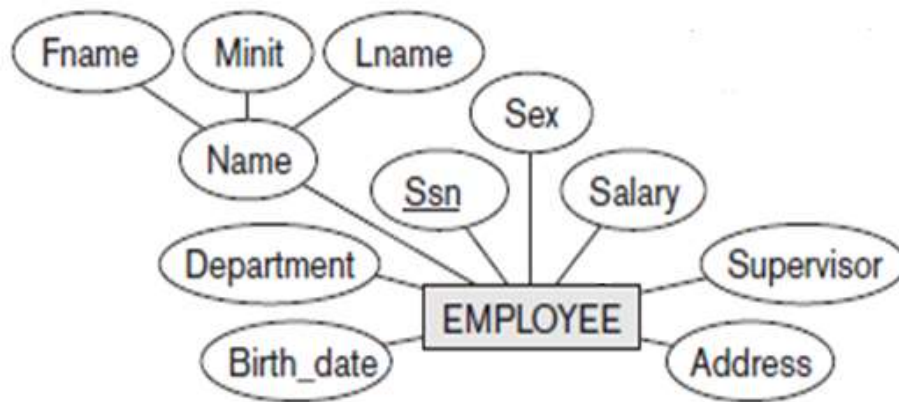 Fname Minit Lname
Sex
Name
Ssn Salary
Department Supervisor
EMPLOYEE
Birth_date Address